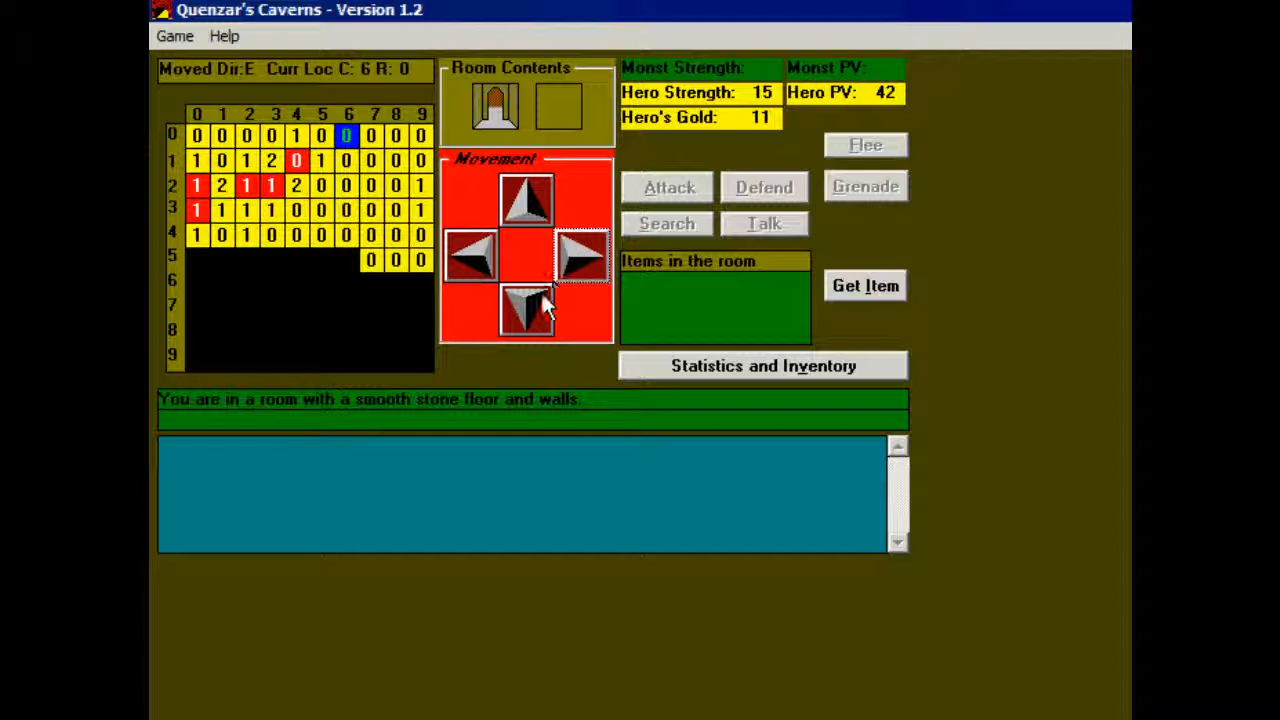 Quenzar's Caverns - Version 1.2
Game Help
Moved Dir:E Curr Loc C: 6 R: 0
Room Contents
Monst Strength: Monst PV:
Hero Strength: 15 Hero PV: 42
Hero's Gold: 11
0 1 2 3 4 5 6 7 8 9
0 0 0 0 0 1 0 0 0 0 0
1 1 0 1 2 0 1 0 0 0 0
2 1 2 1 1 2 0 0 0 0 1
3 1 1 1 1 0 0 0 0 0 1
4 1 0 1 0 0 0 0 0 0 0
5 0 0 0
6
7
8
9
Movement
Flee
Attack Defend Grenade
Search Talk
Items in the room
Get Item
Statistics and Inventory
You are in a room with a smooth stone floor and walls.